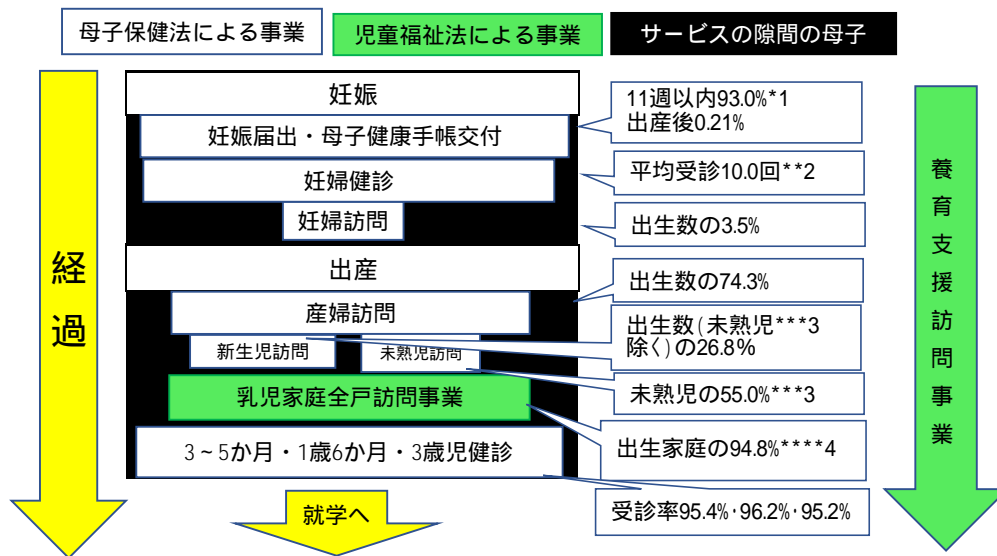 母子保健法による事業
児童福祉法による事業
サービスの隙間の母子
経過
妊娠
妊娠届出・母子健康手帳交付
11週以内93.0%*1
出産後0.21%
妊婦健診
平均受診10.0回**2
妊婦訪問
出生数の3.5%
出産
出生数の74.3%
産婦訪問
出生数(未熟児***3
除く)の26.8%
新生児訪問
未熟児訪問
未熟児の55.0%***3
乳児家庭全戸訪問事業
出生家庭の94.8%****4
3~5か月・1歳6か月・3歳児健診
受診率95.4%・96.2%・95.2%
就学へ
養育支援訪問事業